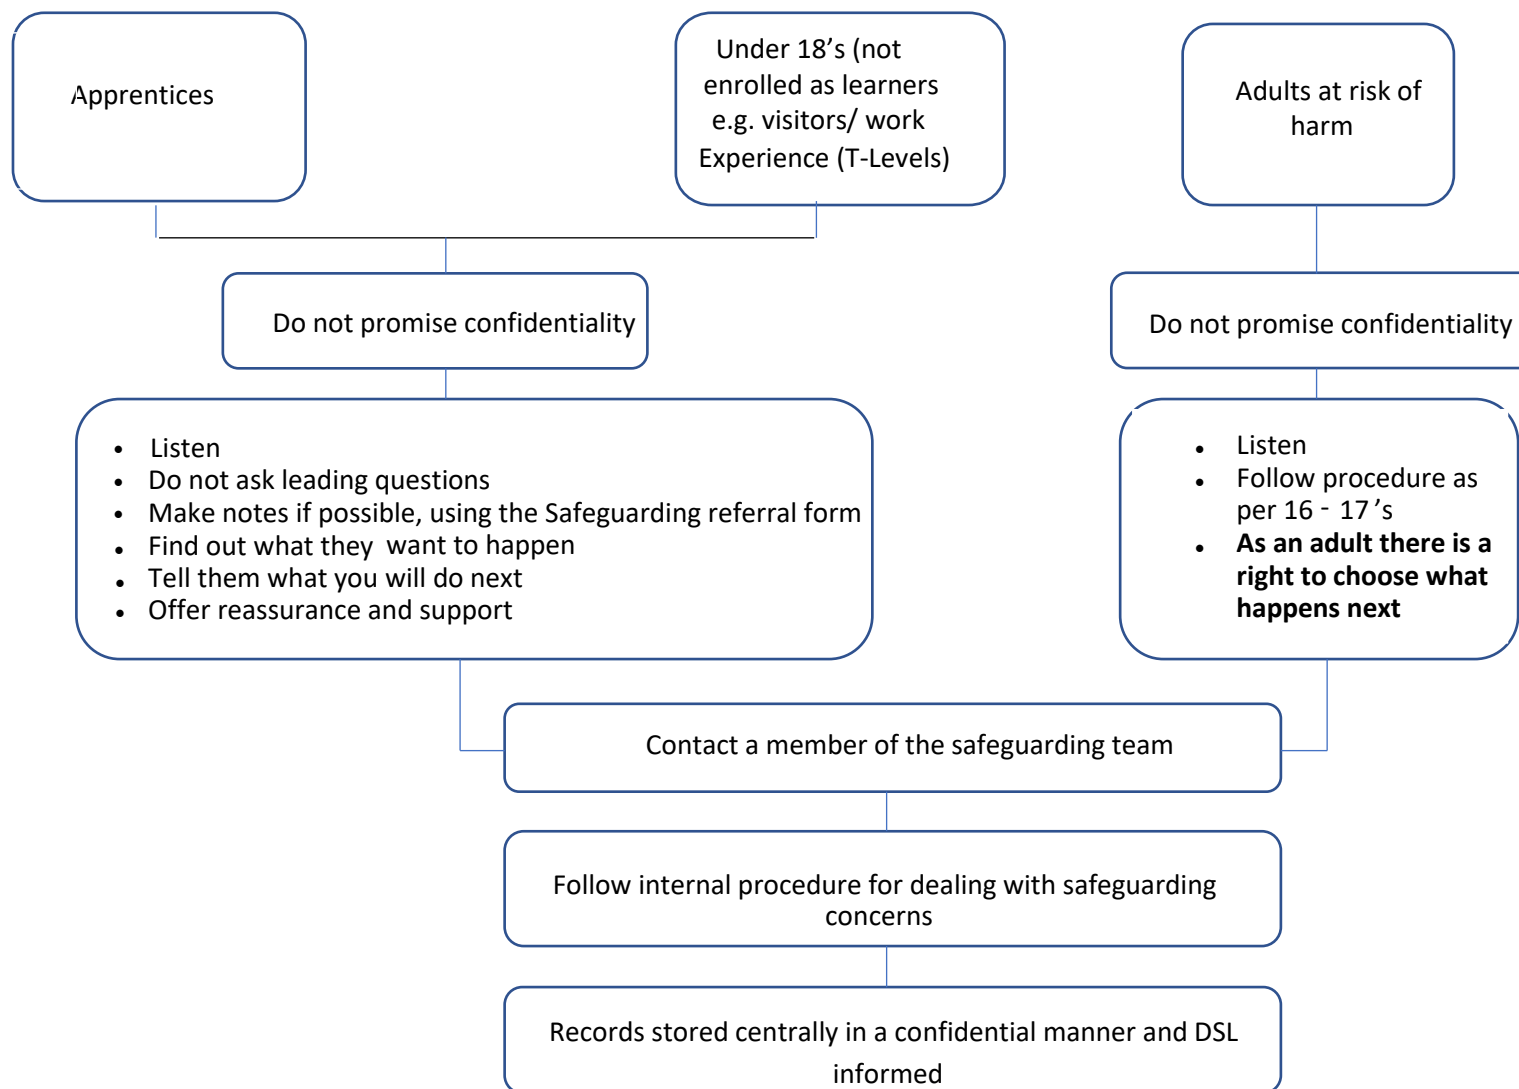 Apprentices
Under 18’s (not
enrolled as learners
e.g. visitors/ work
Experience (T-Levels)
Adults at risk of
harm
Do not promise confidentiality
Do not promise confidentiality
• Listen
• Do not ask leading questions
• Make notes if possible, using the Safeguarding referral form
• Find out what they want to happen
• Tell them what you will do next
• Offer reassurance and support
• Listen
• Follow procedure as
per 16 - 17’s
• As an adult there is a
right to choose what
happens next
Contact a member of the safeguarding team
Follow internal procedure for dealing with safeguarding
concerns
Records stored centrally in a confidential manner and DSL
informed